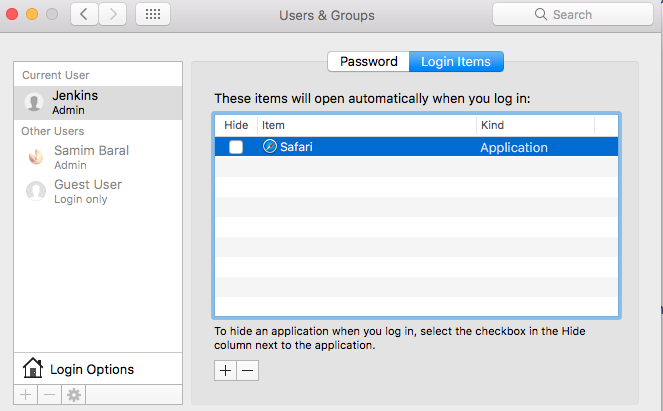 Users & Groups
Search
Current User
Jenkins
Admin
Other Users
Samim Baral
Admin
Guest User
Login only
Login Options
Password
Login Items
These items will open automatically when you log in:
Hide
Item
Kind
Safari
Application
To hide an application when you log in, select the checkbox in the Hide
column next to the application.